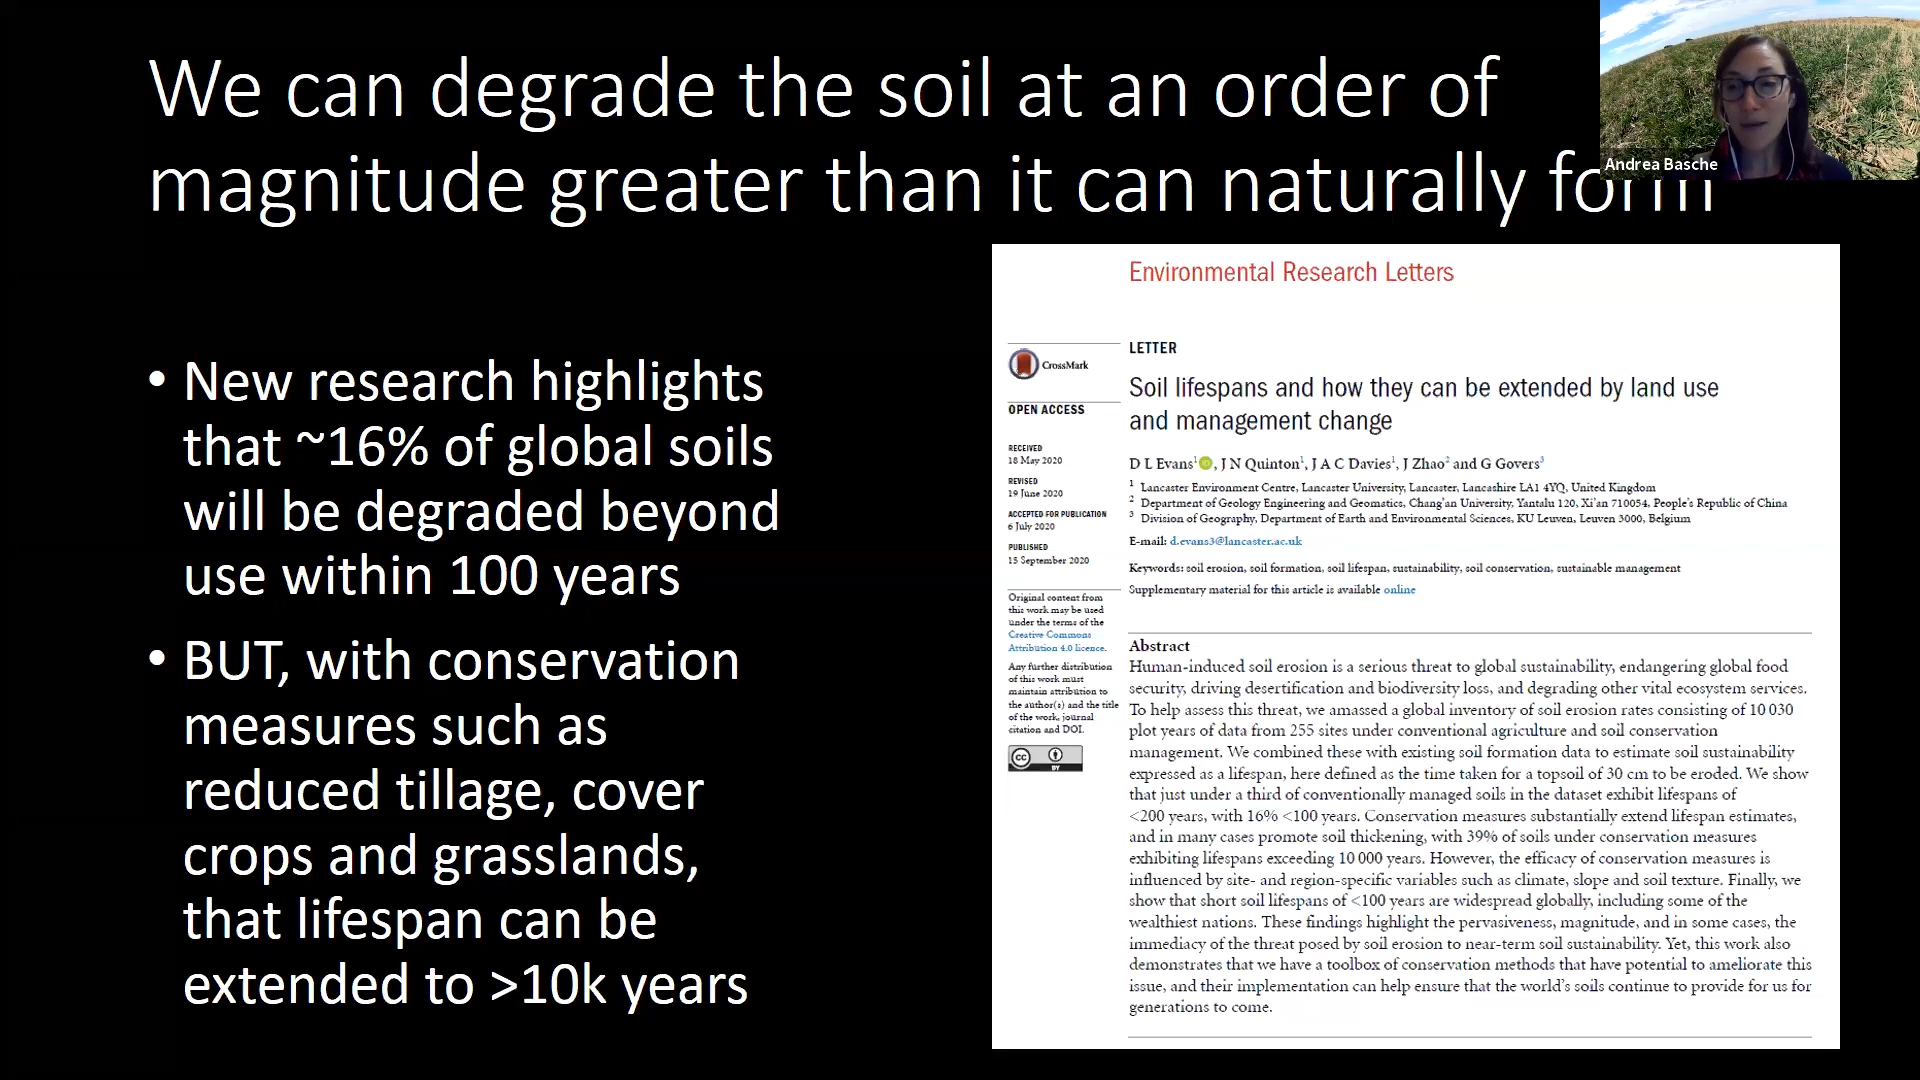 We can degrade the soil at an order of
magnitude greater than it can naturally form
Andrea Basche
• New research highlights
that ~16% of global soils
will be degraded beyond
use within 100 years
• BUT, with conservation
measures such as
reduced tillage, cover
crops and grasslands,
that lifespan can be
extended to >10k years
Environmental Research Letters
CrossMark
OPEN ACCESS
RECEIVED
18 May 2020
REVISED
19 June 2020
ACCEPTED FOR PUBLICATION
6 July 2020
PUBLISHED
15 September 2020
Original content from
this work may be used
under the terms of the
Creative Commons
Attribution 4.0 licence.
Any further distribution
of this work must
maintain attribution to
the author(s) and the title
of the work, journal
citation and DOI.
CC BY
LETTER
Soil lifespans and how they can be extended by land use
and management change
D L Evans¹, J N Quinton¹, J A C Davies¹, J Zhao² and G Govers³
1 Lancaster Environment Centre, Lancaster University, Lancaster, Lancashire LA1 4YQ, United Kingdom
2 Department of Geology Engineering and Geomatics, Chang'an University, Yantalu 120, Xi'an 710054, People's Republic of China
3 Division of Geography, Department of Earth and Environmental Sciences, KU Leuven, Leuven 3000, Belgium
E-mail: d.evans3@lancaster.ac.uk
Keywords: soil erosion, soil formation, soil lifespan, sustainability, soil conservation, sustainable management
Supplementary material for this article is available online
Abstract
Human-induced soil erosion is a serious threat to global sustainability, endangering global food
security, driving desertification and biodiversity loss, and degrading other vital ecosystem services.
To help assess this threat, we amassed a global inventory of soil erosion rates consisting of 10 030
plot years of data from 255 sites under conventional agriculture and soil conservation
management. We combined these with existing soil formation data to estimate soil sustainability
expressed as a lifespan, here defined as the time taken for a topsoil of 30 cm to be eroded. We show
that just under a third of conventionally managed soils in the dataset exhibit lifespans of
<200 years, with 16% <100 years. Conservation measures substantially extend lifespan estimates,
and in many cases promote soil thickening, with 39% of soils under conservation measures
exhibiting lifespans exceeding 10 000 years. However, the efficacy of conservation measures is
influenced by site- and region-specific variables such as climate, slope and soil texture. Finally, we
show that short soil lifespans of <100 years are widespread globally, including some of the
wealthiest nations. These findings highlight the pervasiveness, magnitude, and in some cases, the
immediacy of the threat posed by soil erosion to near-term soil sustainability. Yet, this work also
demonstrates that we have a toolbox of conservation methods that have potential to ameliorate this
issue, and their implementation can help ensure that the world's soils continue to provide for us for
generations to come.